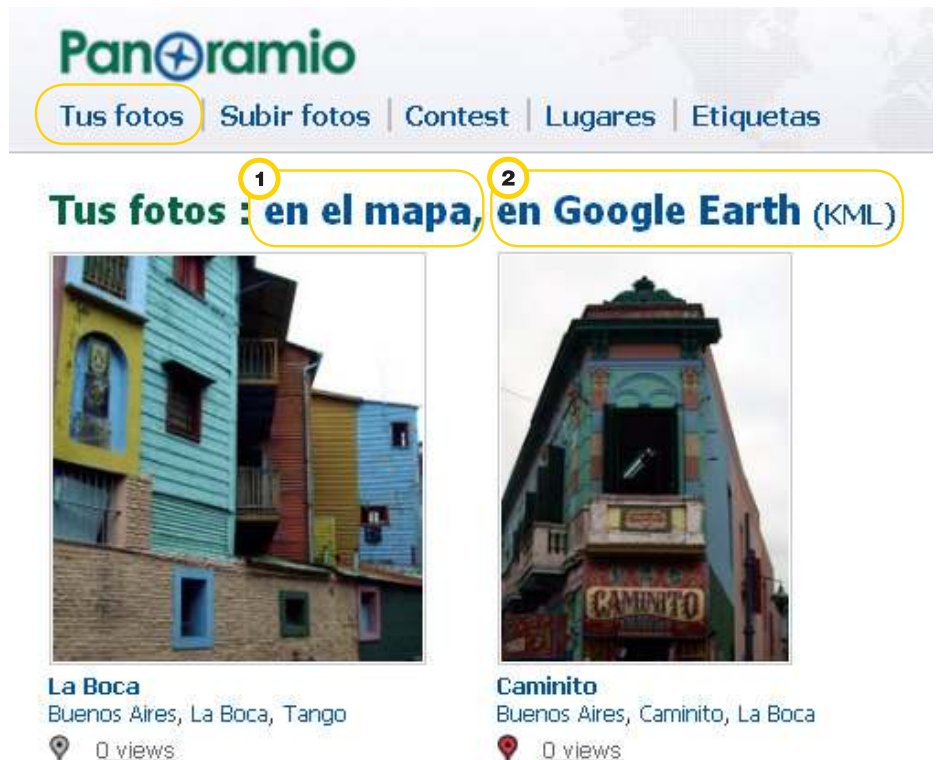 Panoramio
Tus fotos | Subir fotos | Contest | Lugares | Etiquetas
1 2
Tus fotos : en el mapa, en Google Earth (KML)
CAMINITO
La Boca Caminito
Buenos Aires, La Boca, Tango Buenos Aires, Caminito, La Boca
0 views 0 views